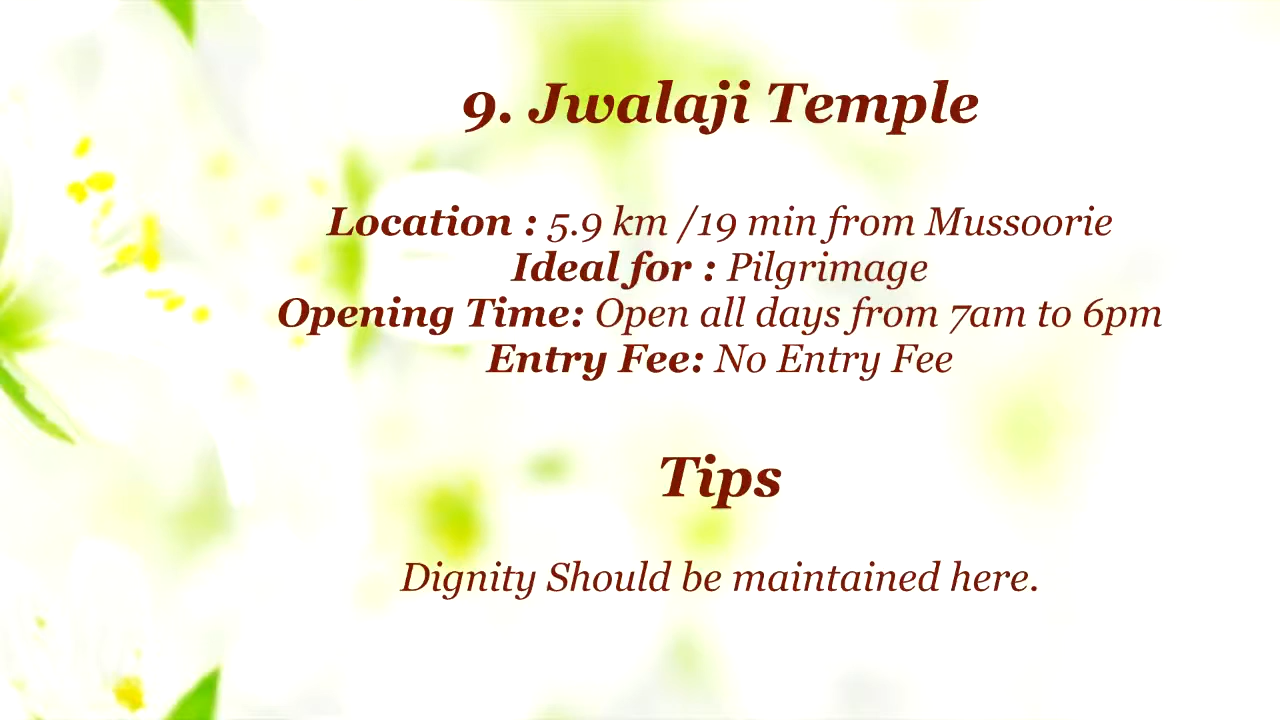 9. Jwalaji Temple
Location : 5.9 km /19 min from Mussoorie
Ideal for : Pilgrimage
Opening Time: Open all days from 7am to 6pm
Entry Fee: No Entry Fee
Tips
Dignity Should be maintained here.